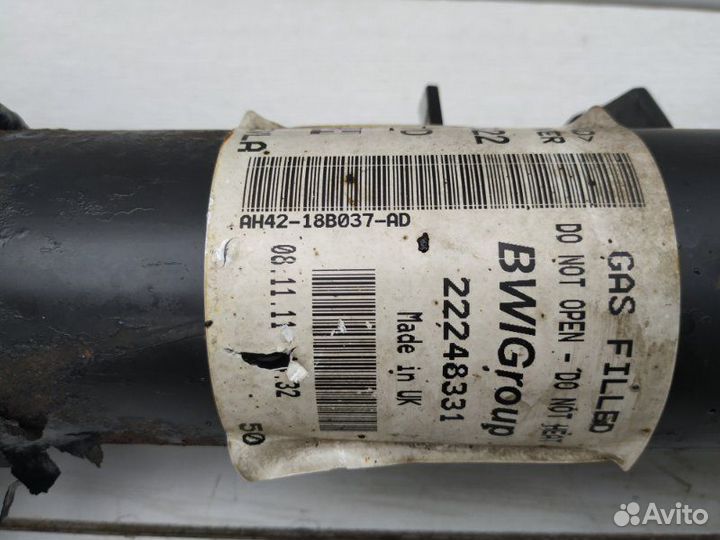 AH42-18B037-AD
GAS FILLED
DO NOT OPEN - DO NOT
BWIGroup
22248331
Made in UK
08.11.11
32
50
22
Avito